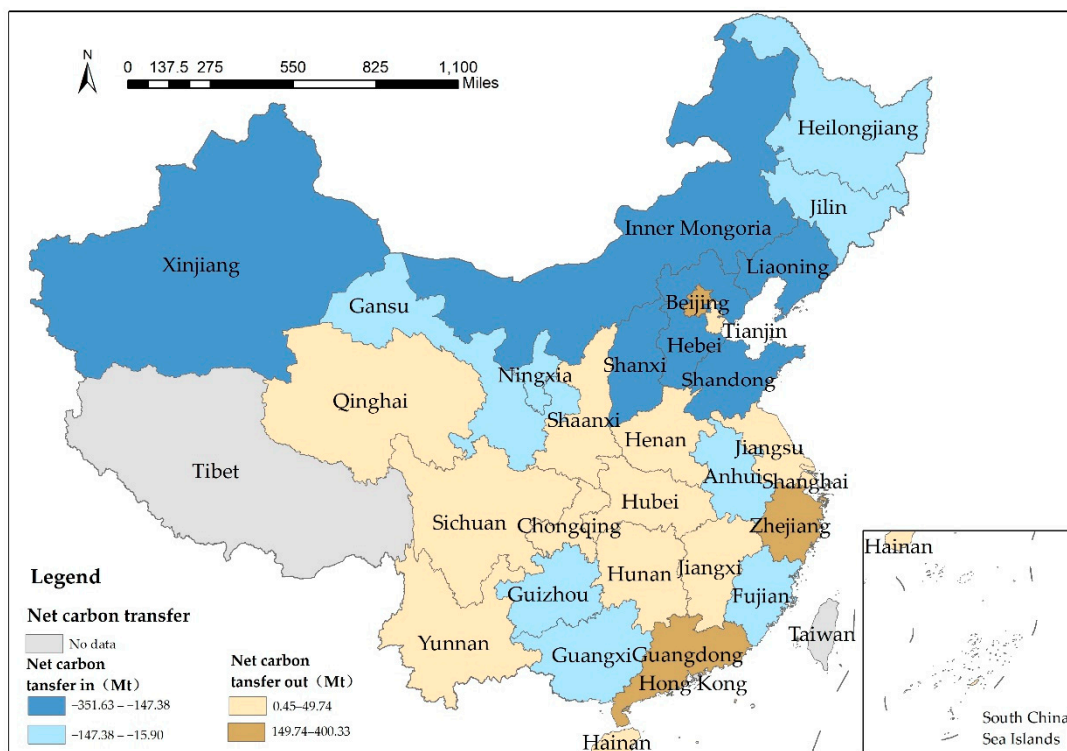 N
0 137.5 275 550 825 1,100
Miles
Heilongjiang
Jilin
Inner Mongoria
Liaoning
Xinjiang
Beijing
Gansu
Tianjin
Hebei
Shanxi
Ningxia
Shandong
Qinghai
Shaanxi
Henan
Jiangsu
Tibet
Anhui
Shanghai
Hubei
Sichuan
Chongqing
Zhejiang
Hainan
Hunan
Jiangxi
Guizhou
Fujian
Taiwan
Yunnan
Guangxi
Guangdong
Hong Kong
Hainan
South China
Sea Islands
Legend
Net carbon transfer
No data
Net carbon
tansfer in（Mt）
−351.63 – −147.38
−147.38 – −15.90
Net carbon
tansfer out（Mt）
0.45–49.74
149.74–400.33